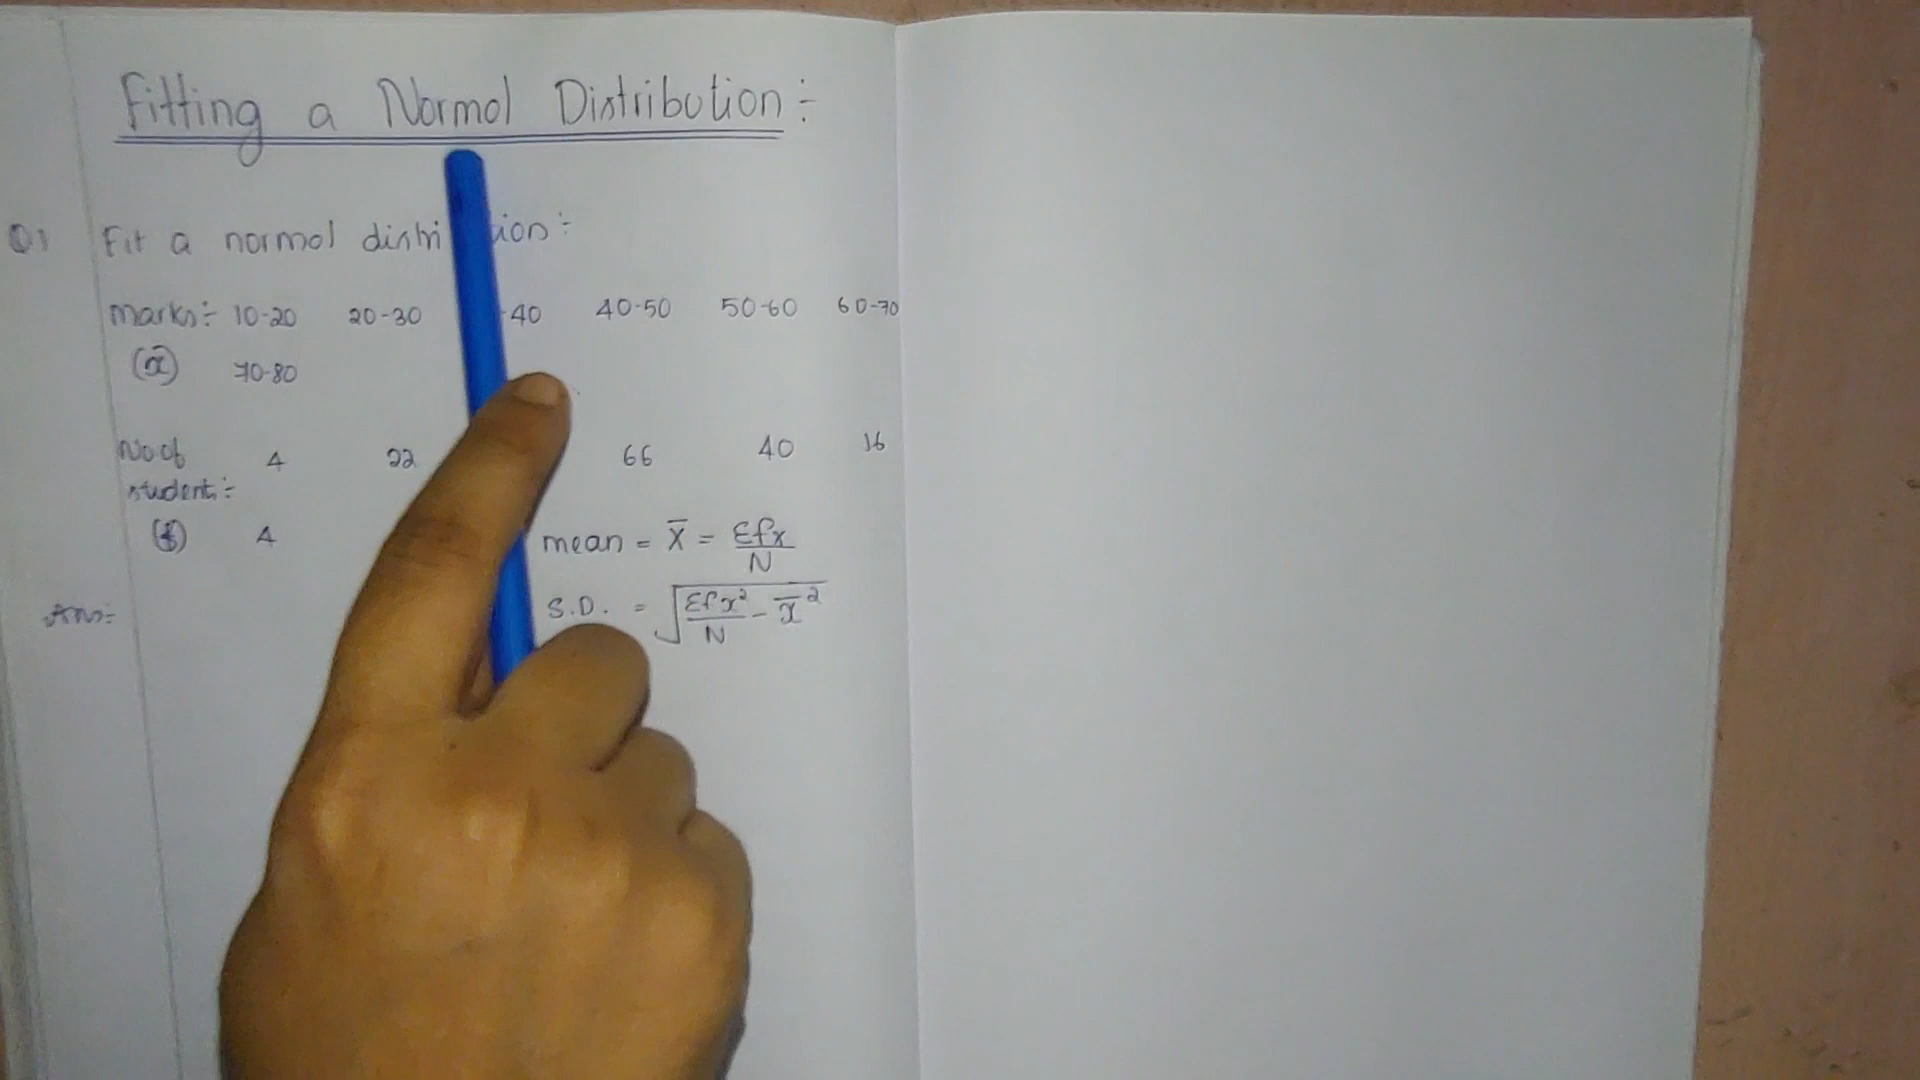 Fitting a Normal Distribution :-
Q1 Fit a normal distri ion :-
Marks :- 10-20 20-30 -40 40-50 50-60 60-70
(x) 70-80
No of 4 22 66 40 16
student :-
(f) 4 mean = X̄ = Σfx/N
Ans :- S.D. = √(Σfx²/N - x̄²)